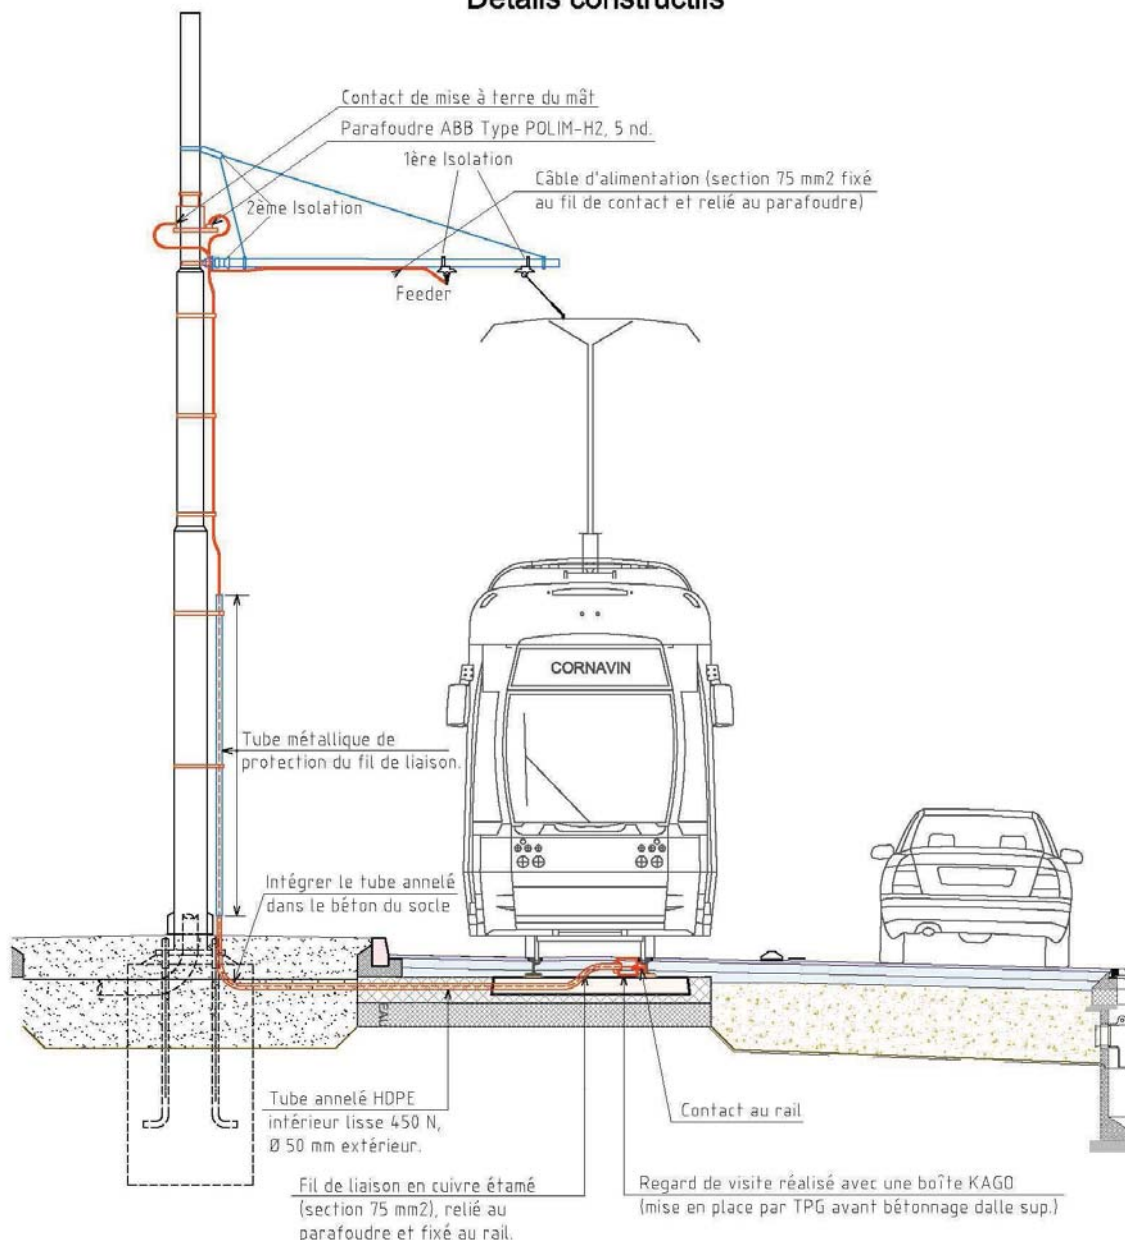 Détails constructifs
Contact de mise à terre du mât
Parafoudre ABB Type POLIM-H2, 5 nd.
1ère Isolation
Câble d'alimentation (section 75 mm2 fixé
au fil de contact et relié au parafoudre)
2ème Isolation
Feeder
CORNAVIN
Tube métallique de
protection du fil de liaison.
Intégrer le tube annelé
dans le béton du socle
Tube annelé HDPE
intérieur lisse 450 N,
Ø 50 mm extérieur.
Contact au rail
Fil de liaison en cuivre étamé
(section 75 mm2), relié au
parafoudre et fixé au rail.
Regard de visite réalisé avec une boîte KAGO
(mise en place par TPG avant bétonnage dalle sup.)